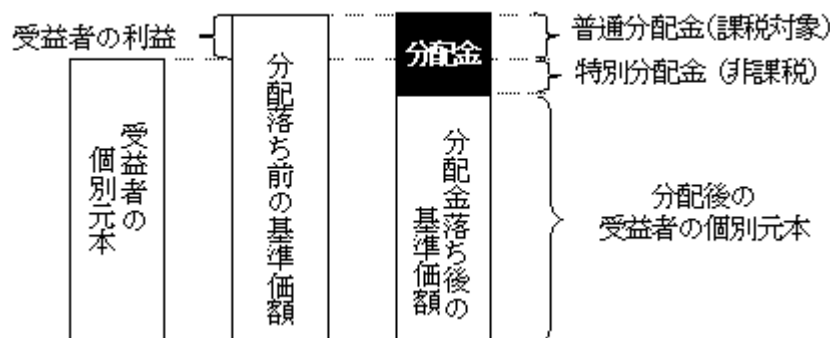 受益者の利益
受益者の
個別元本
分配落ち前の基準価額
分配金
分配金落ち後の
基準価額
普通分配金(課税対象)
特別分配金(非課税)
分配後の
受益者の個別元本